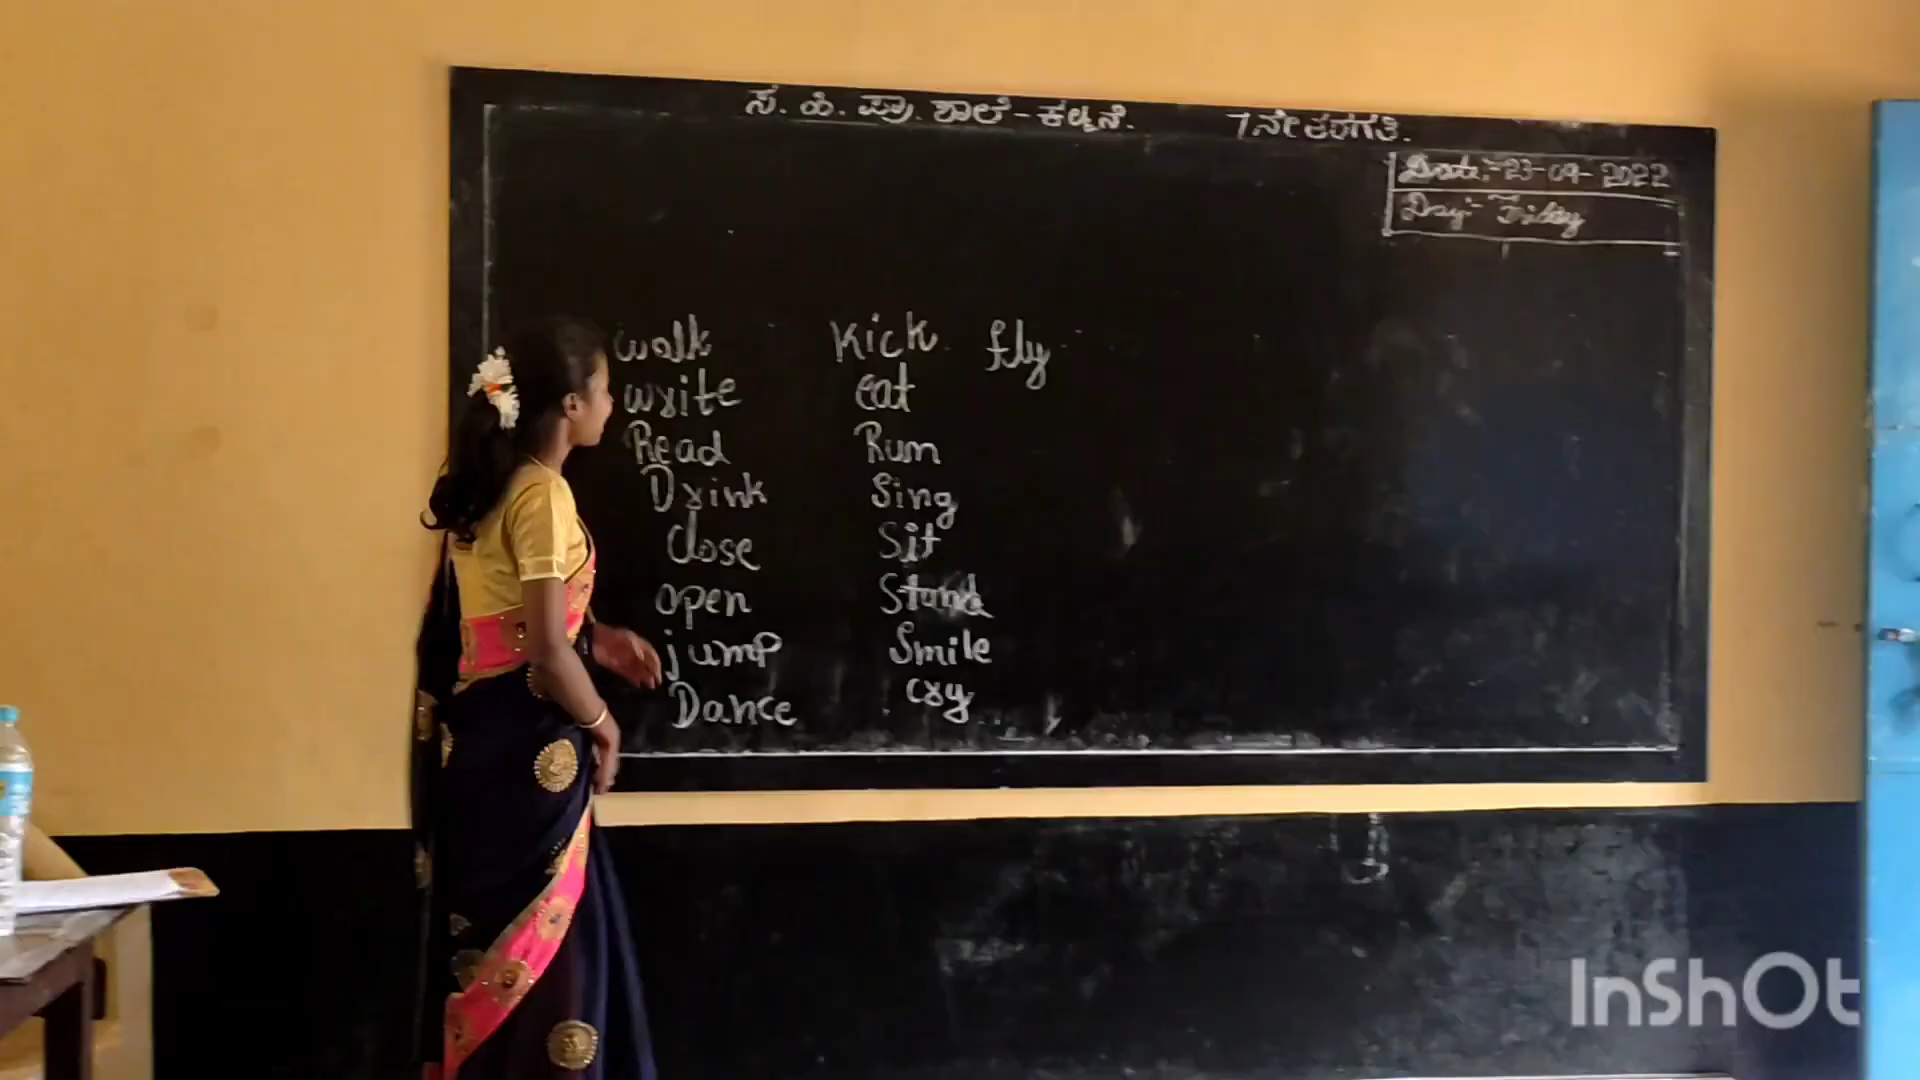 ಸ. ಹಿ. ಪ್ರಾ. ಶಾಲೆ - ಕಲ್ಮನೆ.
7ನೇ ತರಗತಿ.
Date:- 23-09-2022
Day:- Friday
walk kick fly
write eat
Read Run
Drink Sing
close Sit
open Stand
jump Smile
Dance cry
InShOt